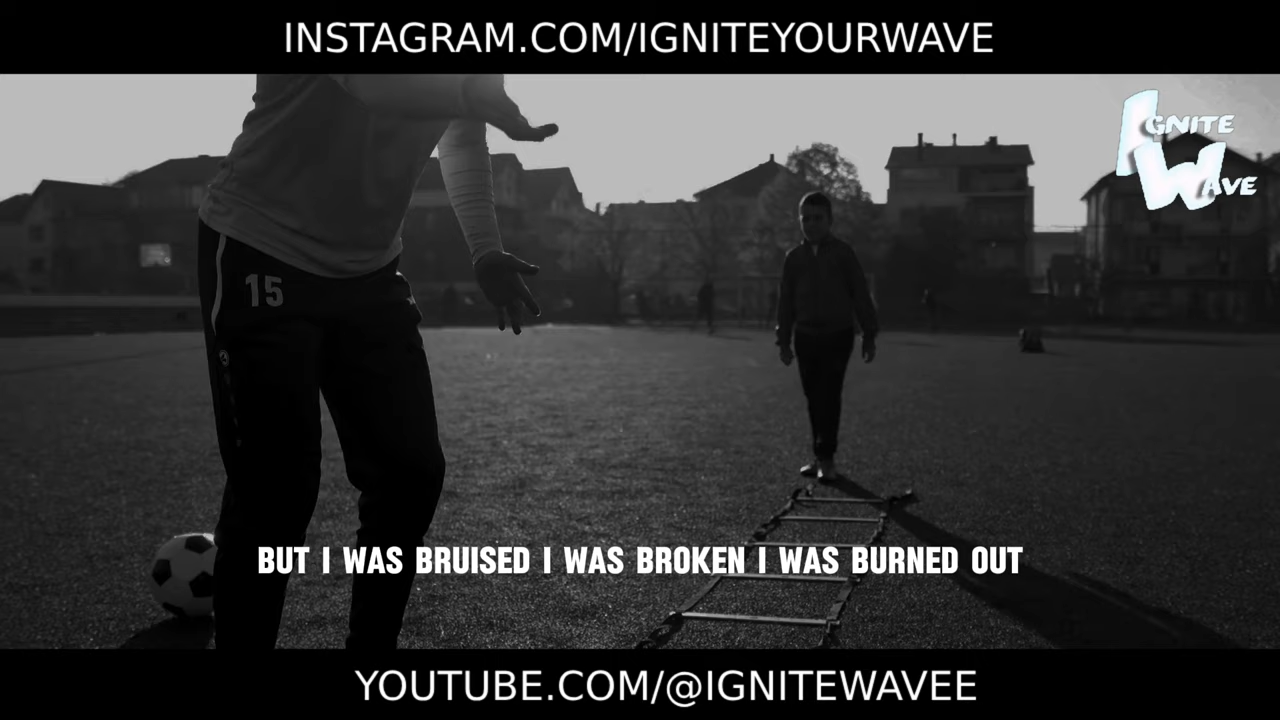 INSTAGRAM.COM/IGNITEYOURWAVE
IGNITE
WAVE
15
BUT I WAS BRUISED I WAS BROKEN I WAS BURNED OUT
YOUTUBE.COM/@IGNITEWAVEE